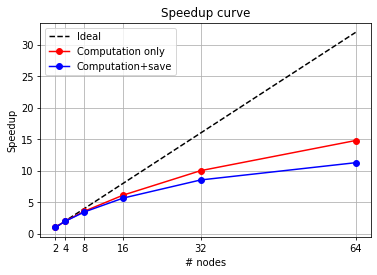 Speedup curve
Ideal
Computation only
Computation+save
Speedup
30
25
20
15
10
5
0
2 4 8 16 32 64
# nodes